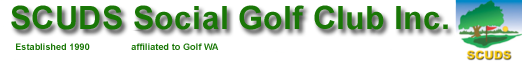 SCUDS Social Golf Club Inc.
Established 1990 affiliated to Golf WA
SCUDS